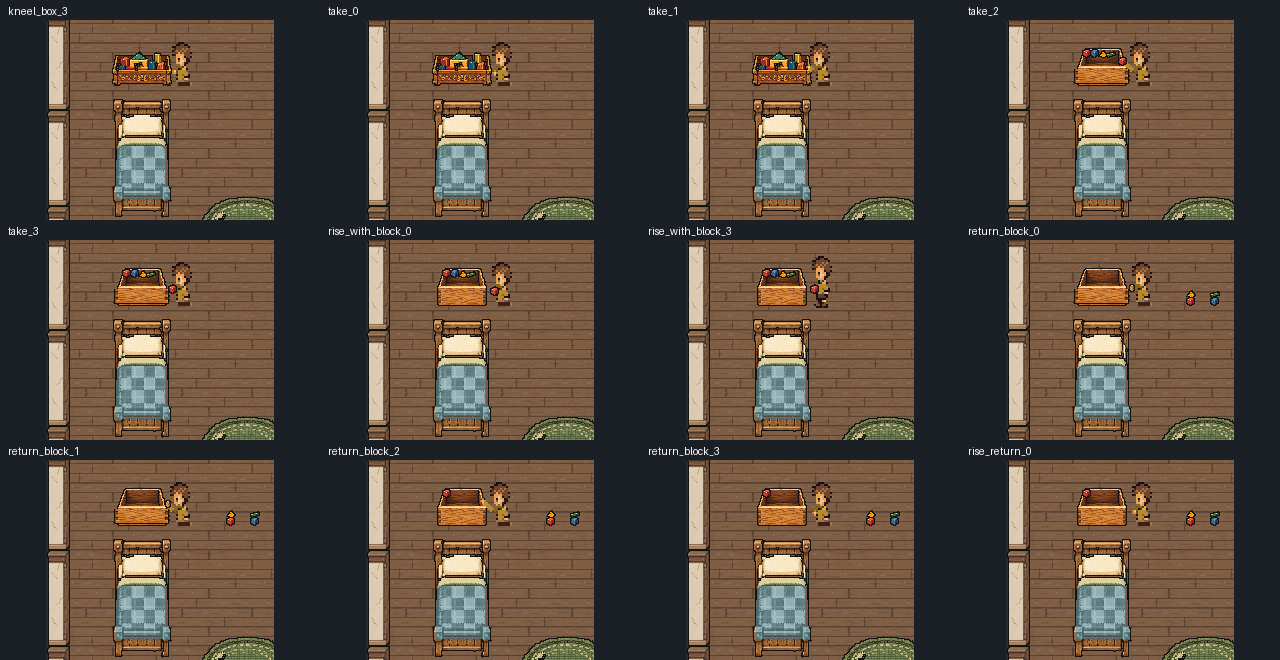 kneel_box_3
take_0
take_1
take_2
take_3
rise_with_block_0
rise_with_block_3
return_block_0
return_block_1
return_block_2
return_block_3
rise_return_0